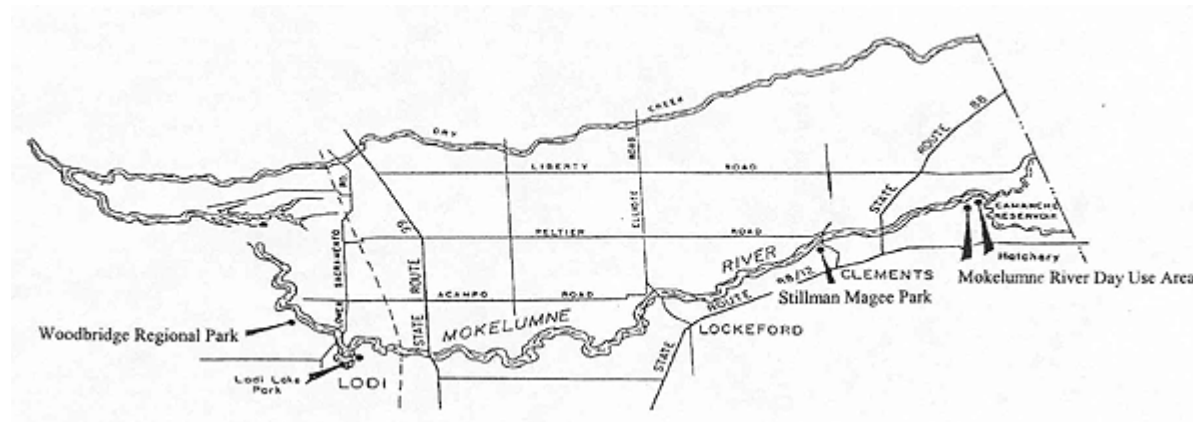 DRY CREEK
ROUTE 88
LIBERTY ROAD
ELLIOTT ROAD
RD.
SACRAMENTO
STATE
CAMANCHE
RESERVOIR
99
PELTIER ROAD
RIVER
Hatchery
Mokelumne River Day Use Area
CLEMENTS
88/12
Stillman Magee Park
ROUTE
STATE ROUTE
ACAMPO ROAD
MOKELUMNE
LOCKEFORD
STATE
Woodbridge Regional Park
Lodi Lake
Park
LODI